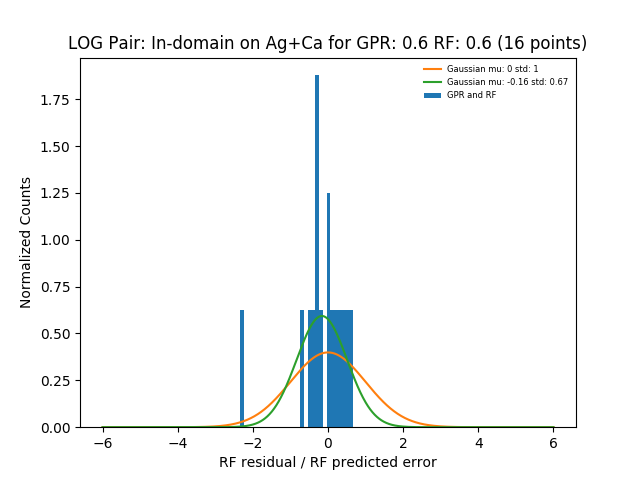 LOG Pair: In-domain on Ag+Ca for GPR: 0.6 RF: 0.6 (16 points)
Gaussian mu: 0 std: 1
Gaussian mu: -0.16 std: 0.67
GPR and RF
Normalized Counts
1.75
1.50
1.25
1.00
0.75
0.50
0.25
0.00
−6 −4 −2 0 2 4 6
RF residual / RF predicted error